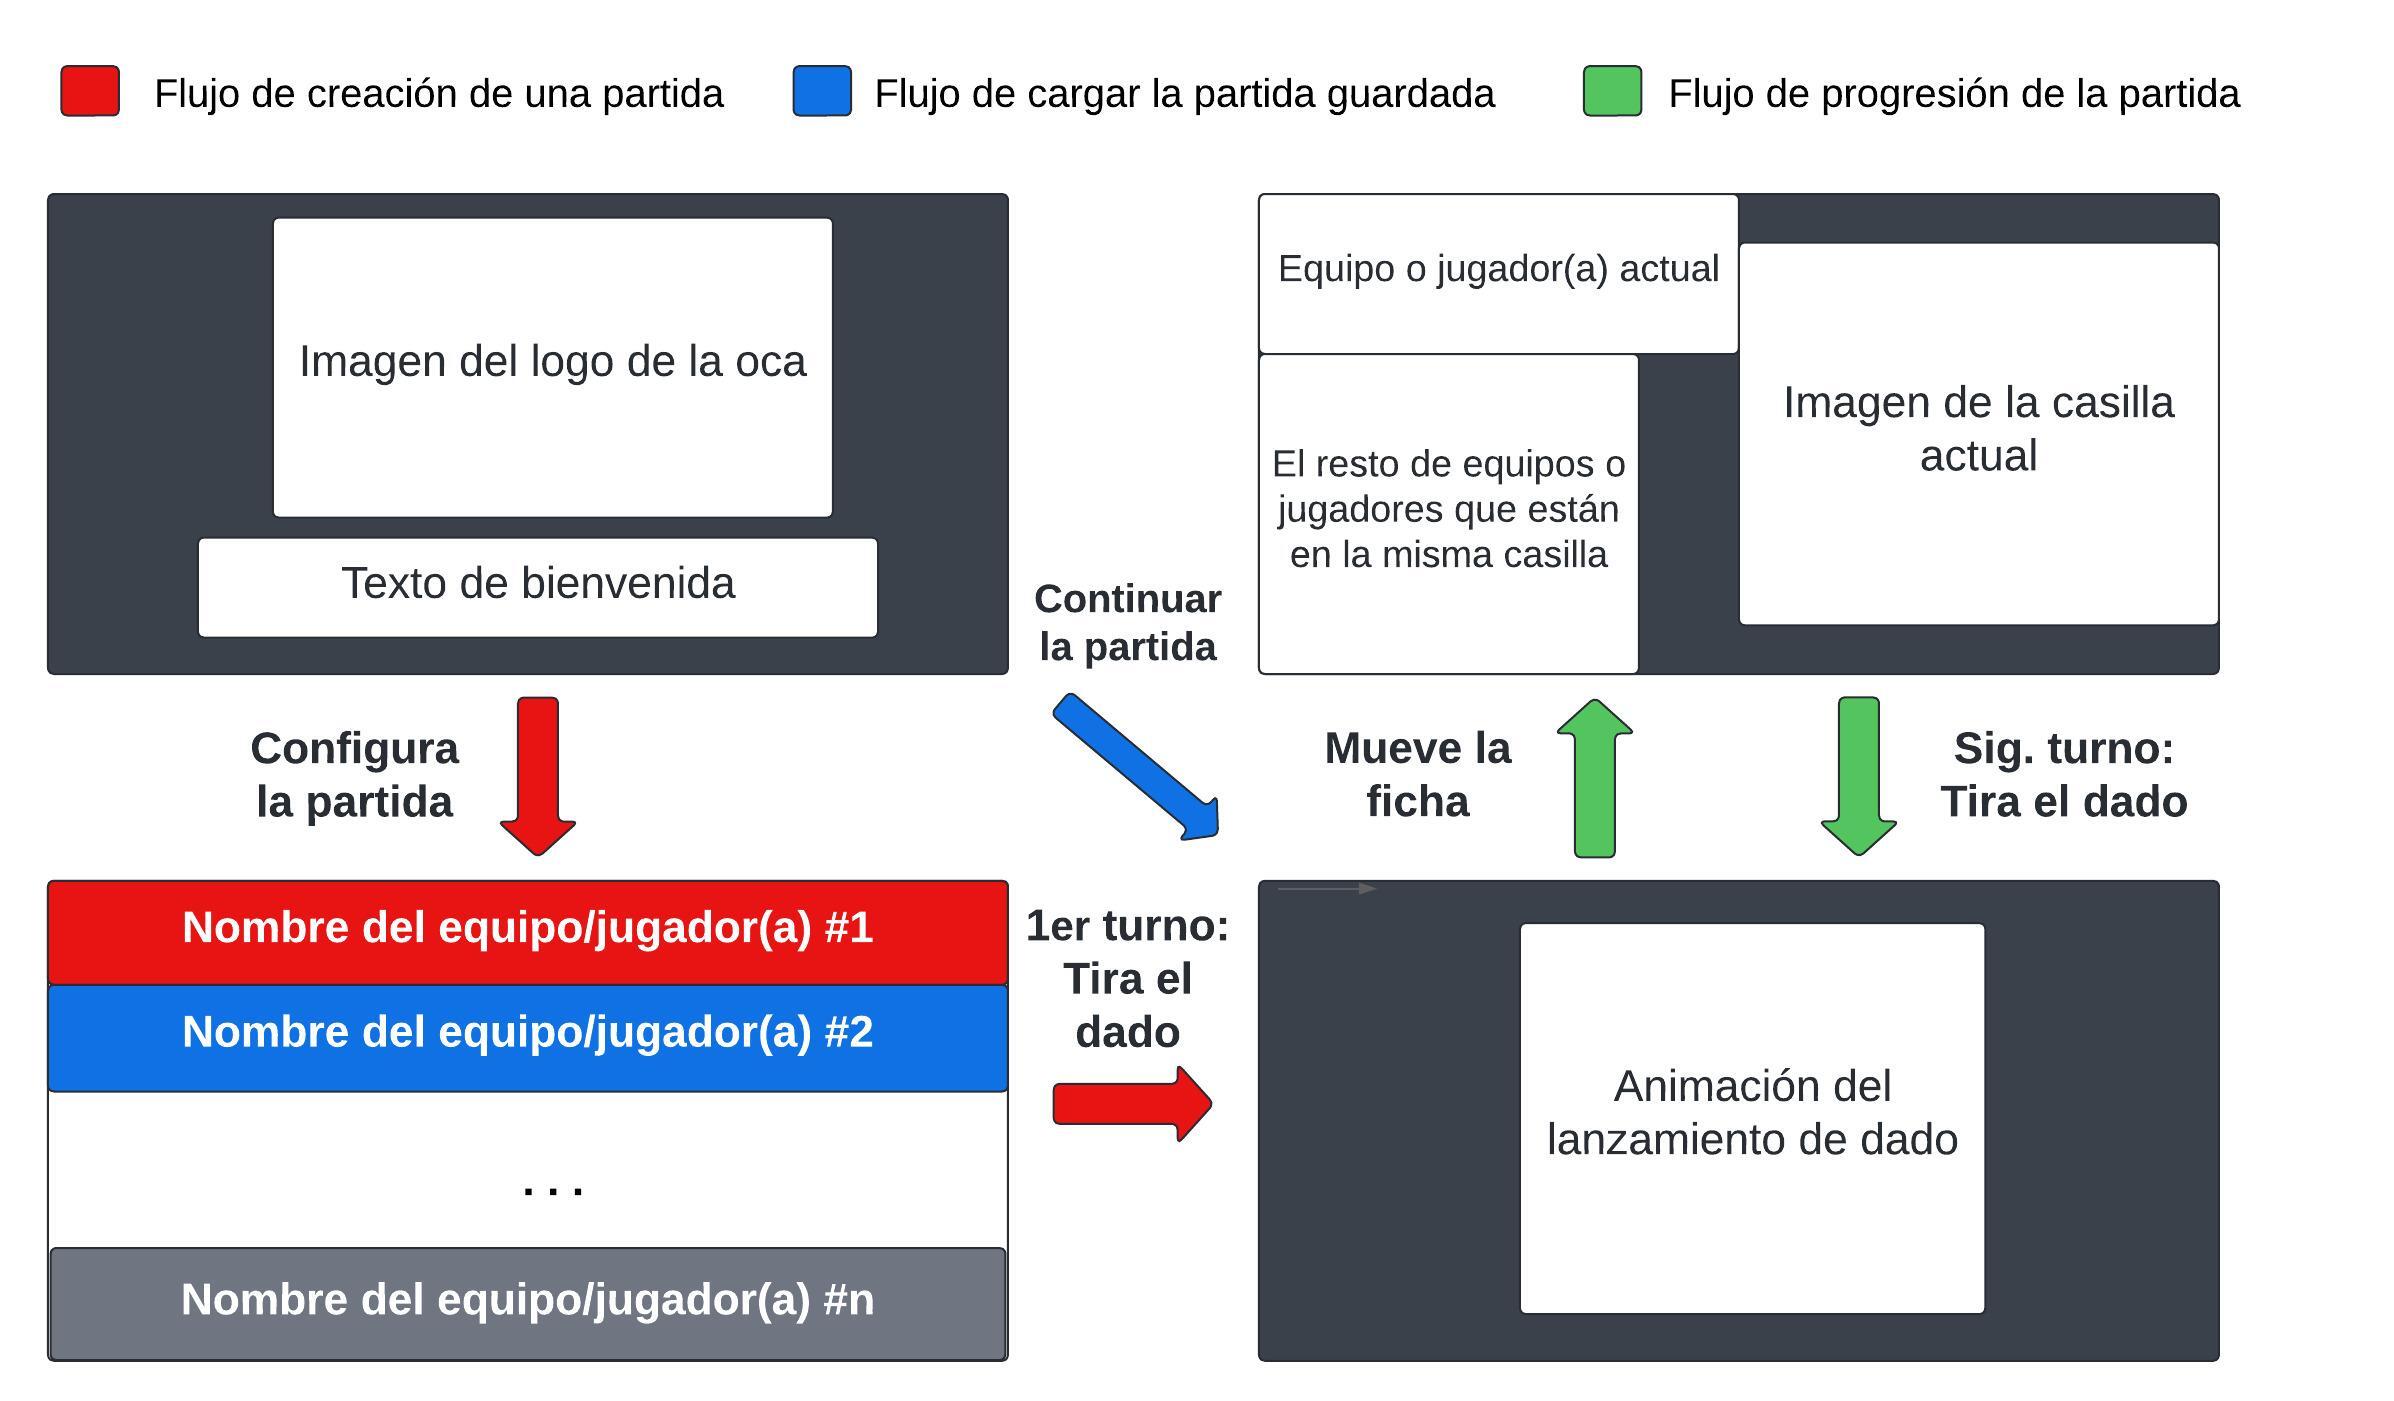 Flujo de creación de una partida
Flujo de cargar la partida guardada
Flujo de progresión de la partida
Imagen del logo de la oca
Texto de bienvenida
Continuar
la partida
Equipo o jugador(a) actual
El resto de equipos o
jugadores que están
en la misma casilla
Imagen de la casilla
actual
Configura
la partida
Mueve la
ficha
Sig. turno:
Tira el dado
Nombre del equipo/jugador(a) #1
Nombre del equipo/jugador(a) #2
. . .
Nombre del equipo/jugador(a) #n
1er turno:
Tira el
dado
Animación del
lanzamiento de dado